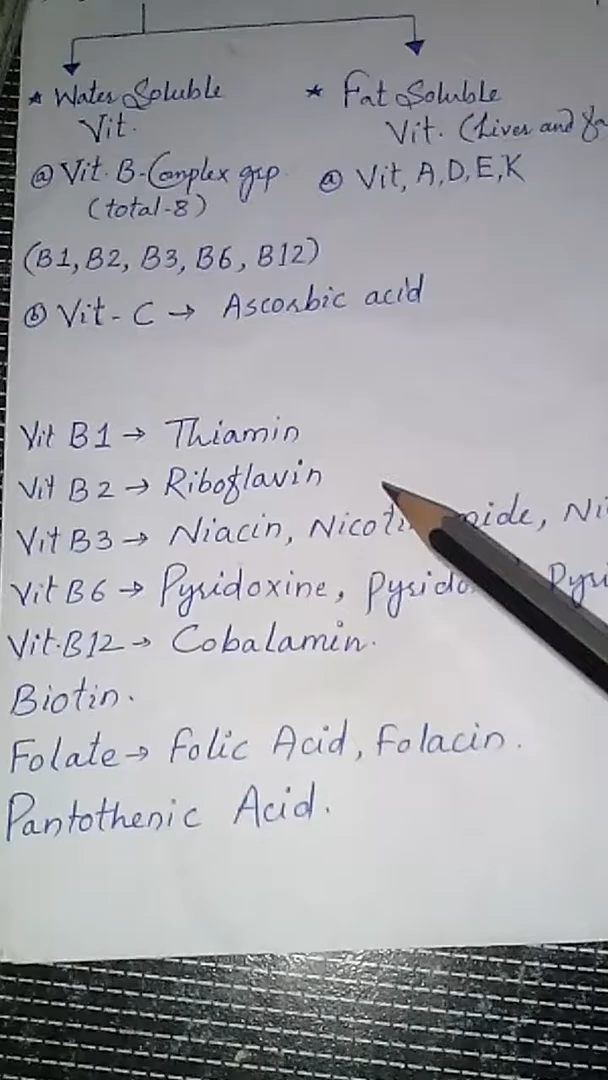 * Water Soluble Vit.
@ Vit. B-Complex grp
(total-8)
(B1, B2, B3, B6, B12)
ⓑ Vit - C → Ascorbic acid
* Fat Soluble
Vit. (Liver and
@ Vit, A, D, E, K
Vit B1 → Thiamin
Vit B2 → Riboflavin
Vit B3 → Niacin,
Vit B6 → Pyridoxine,
Vit.B12 → Cobalamin.
Biotin.
Folate → Folic Acid, Folacin.
Pantothenic Acid.